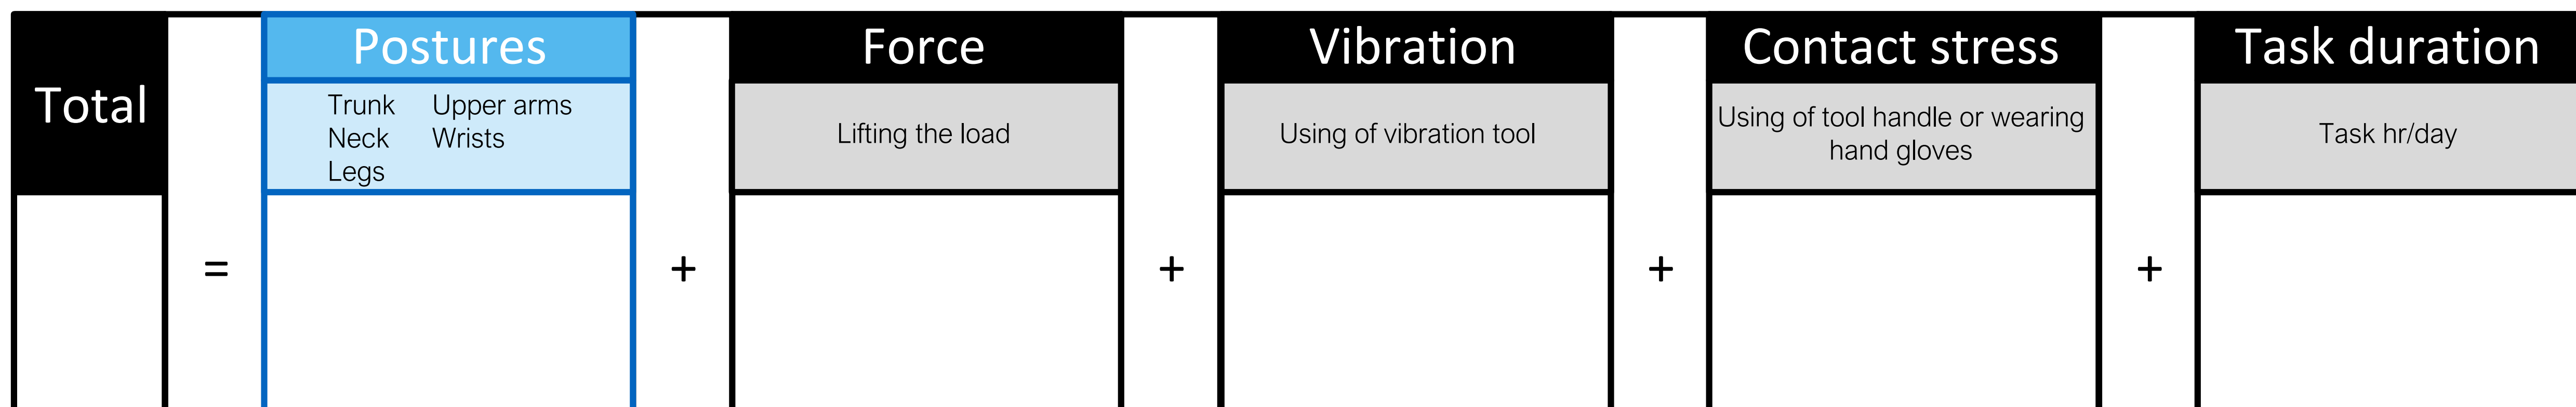 Total
=
Postures
Trunk Upper arms
Neck Wrists
Legs
+
Force
Lifting the load
+
Vibration
Using of vibration tool
+
Contact stress
Using of tool handle or wearing
hand gloves
+
Task duration
Task hr/day